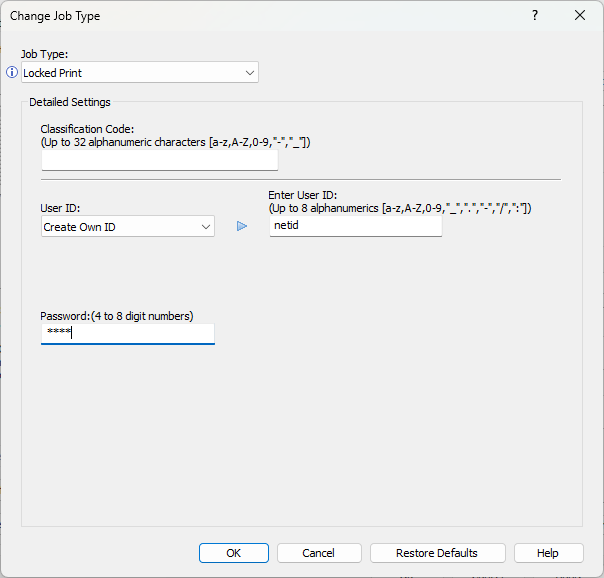 Change Job Type
?
Job Type:
Locked Print
Detailed Settings
Classification Code:
(Up to 32 alphanumeric characters [a-z,A-Z,0-9,"-","_"])
Enter User ID:
User ID:
(Up to 8 alphanumerics [a-z,A-Z,0-9,"_",".","-","/",":"])
Create Own ID
netid
Password:(4 to 8 digit numbers)
****
OK
Cancel
Restore Defaults
Help